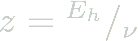 z = E_h/ν